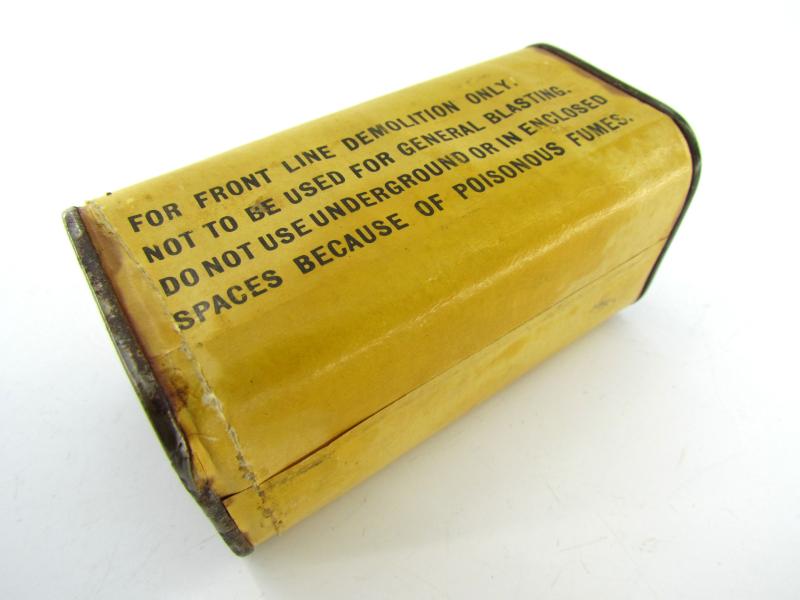 FOR FRONT LINE DEMOLITION ONLY.
NOT TO BE USED FOR GENERAL BLASTING.
DO NOT USE UNDERGROUND OR IN ENCLOSED
SPACES BECAUSE OF POISONOUS FUMES.